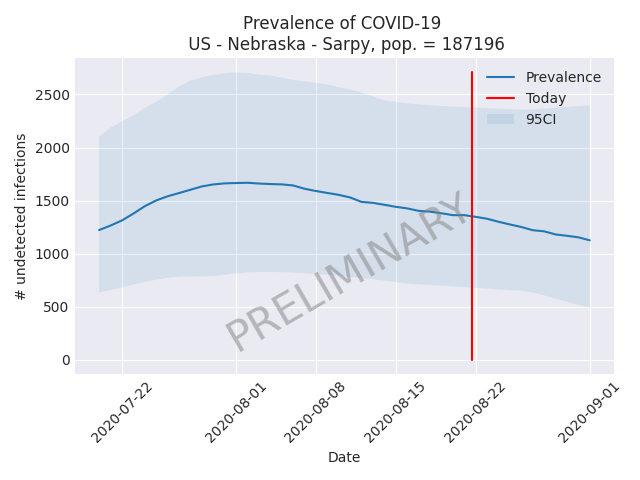 Prevalence of COVID-19
US - Nebraska - Sarpy, pop. = 187196
# undetected infections
2500
2000
1500
1000
500
0
Prevalence
Today
95CI
PRELIMINARY
2020-07-22
2020-08-01
2020-08-08
2020-08-15
2020-08-22
2020-09-01
Date